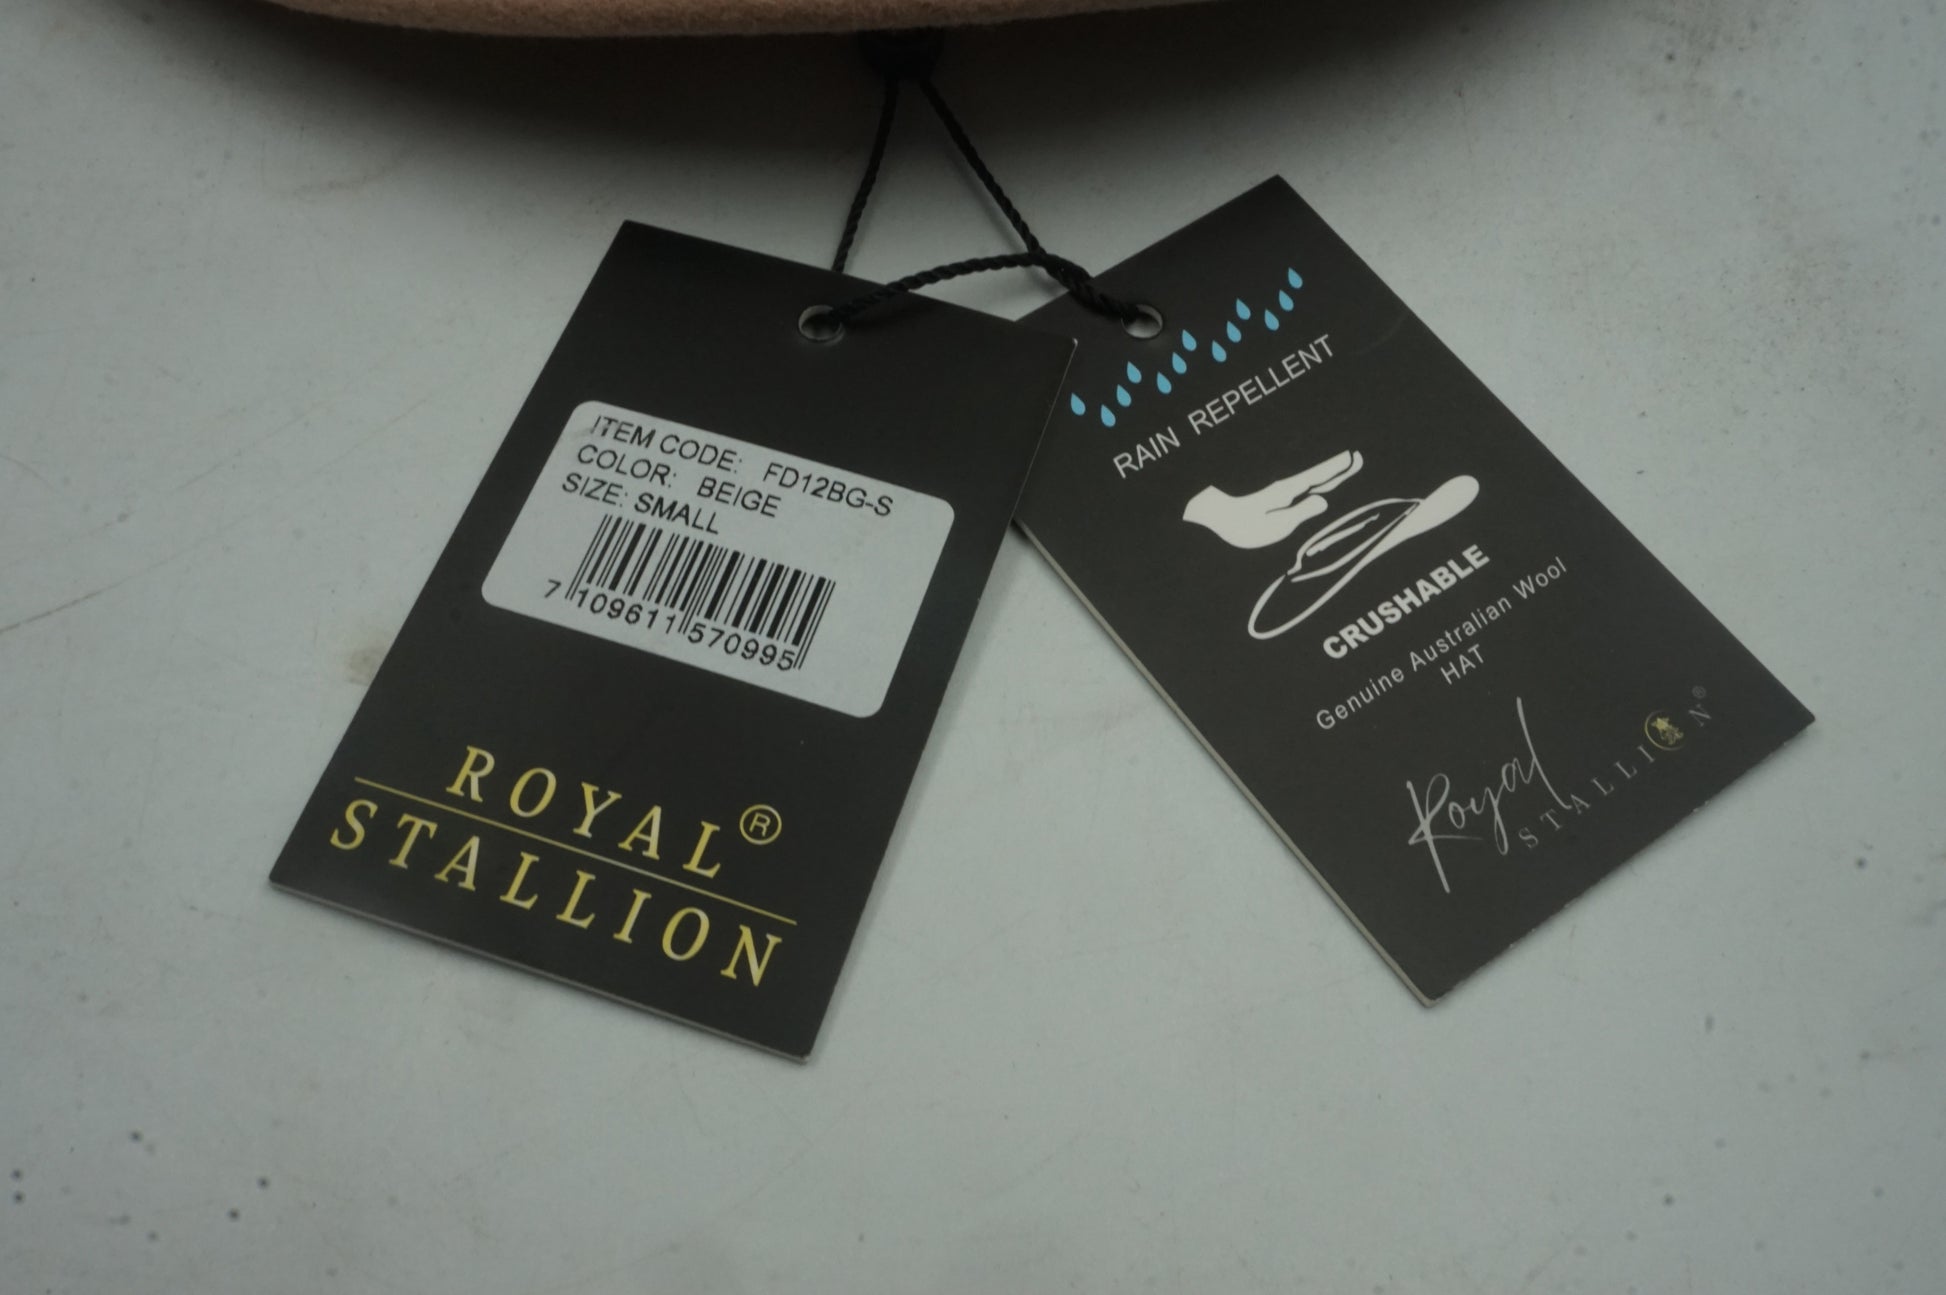 ITEM CODE: FD12BG-S
COLOR: BEIGE
SIZE: SMALL
7 109611 570995
ROYAL®
STALLION
RAIN REPELLENT
CRUSHABLE
Genuine Australian Wool
HAT
Royal
STALLION®